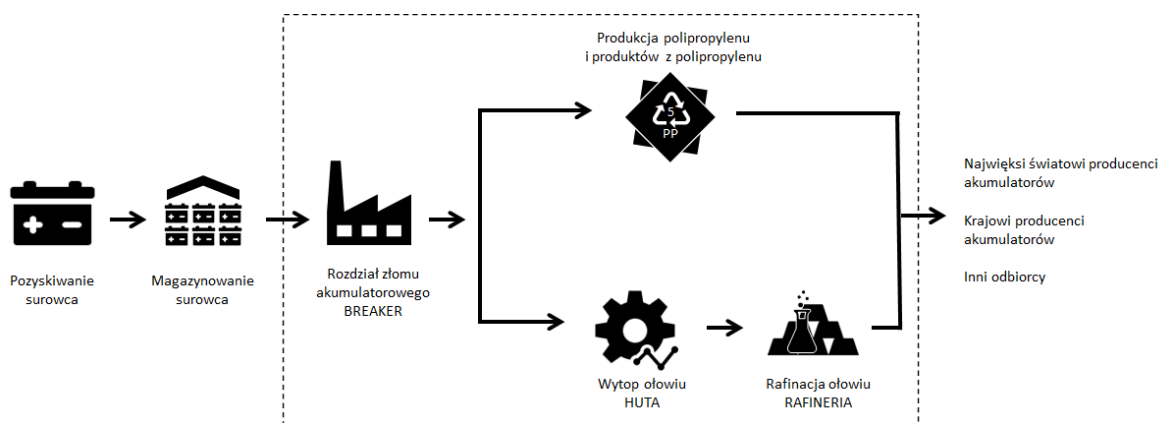 Produkcja polipropylenu
i produktów z polipropylenu
5
PP
Pozyskiwanie
surowca
Magazynowanie
surowca
Rozdział złomu
akumulatorowego
BREAKER
Wytop ołowiu
HUTA
Rafinacja ołowiu
RAFINERIA
Najwięksi światowi producenci
akumulatorów
Krajowi producenci
akumulatorów
Inni odbiorcy